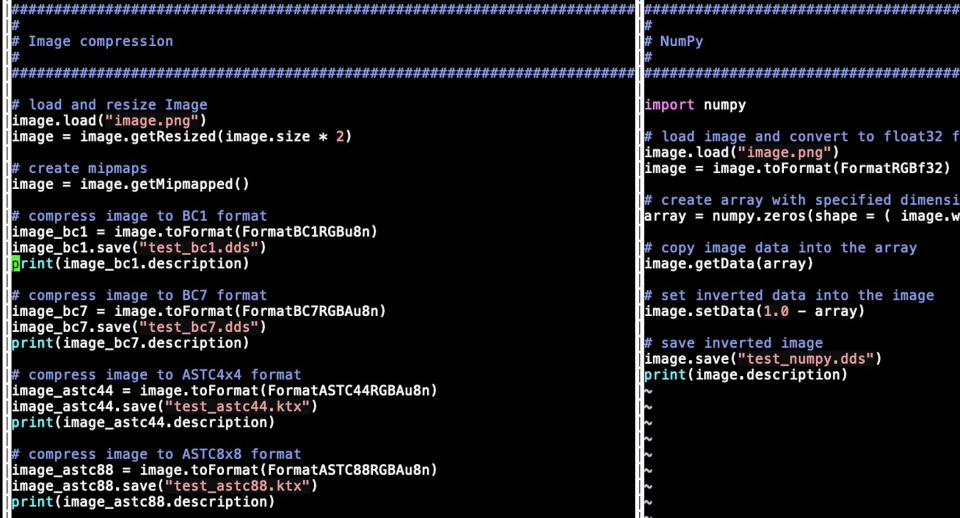 ################################################################################
#
# Image compression
#
################################################################################
# load and resize Image
image.load("image.png")
image = image.getResized(image.size * 2)
# create mipmaps
image = image.getMipmapped()
# compress image to BC1 format
image_bc1 = image.toFormat(FormatBC1RGBu8n)
image_bc1.save("test_bc1.dds")
print(image_bc1.description)
# compress image to BC7 format
image_bc7 = image.toFormat(FormatBC7RGBAu8n)
image_bc7.save("test_bc7.dds")
print(image_bc7.description)
# compress image to ASTC4x4 format
image_astc44 = image.toFormat(FormatASTC44RGBAu8n)
image_astc44.save("test_astc44.ktx")
print(image_astc44.description)
# compress image to ASTC8x8 format
image_astc88 = image.toFormat(FormatASTC88RGBAu8n)
image_astc88.save("test_astc88.ktx")
print(image_astc88.description)
#####################################
#
# NumPy
#
#####################################
import numpy
# load image and convert to float32 f
image.load("image.png")
image = image.toFormat(FormatRGBf32)
# create array with specified dimensi
array = numpy.zeros(shape = ( image.w
# copy image data into the array
image.getData(array)
# set inverted data into the image
image.setData(1.0 - array)
# save inverted image
image.save("test_numpy.dds")
print(image.description)
~
~
~
~
~
~
~
~
~